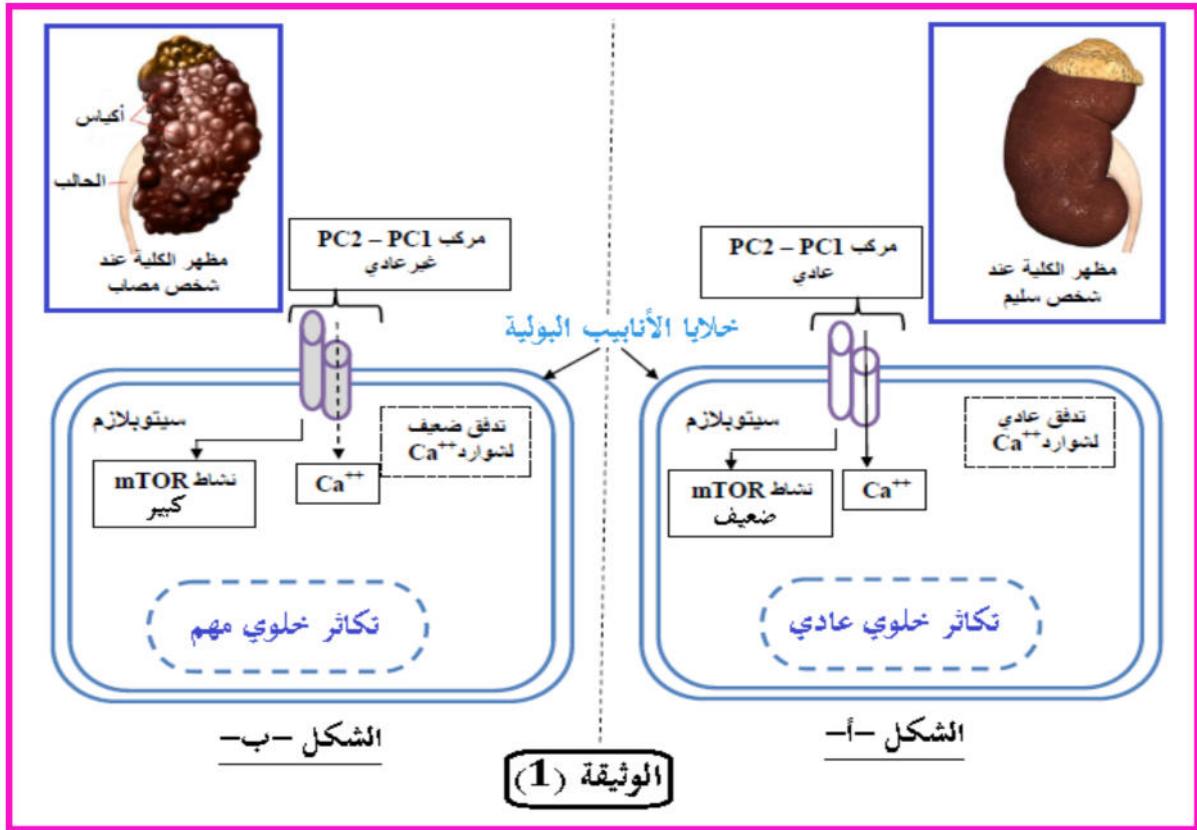 مظهر الكلية عند
شخص سليم
مركب PC2 – PC1
عادي
خلايا الأنابيب البولية
سيتوبلازم
تدفق عادي
لشوارد Ca++
نشاط mTOR
ضعيف
Ca++
تكاثر خلوي عادي
الشكل -أ-
أكياس
الحالب
مظهر الكلية عند
شخص مصاب
مركب PC2 – PC1
غير عادي
سيتوبلازم
تدفق ضعيف
لشوارد Ca++
نشاط mTOR
كبير
Ca++
تكاثر خلوي مهم
الشكل -ب-
الوثيقة (1)